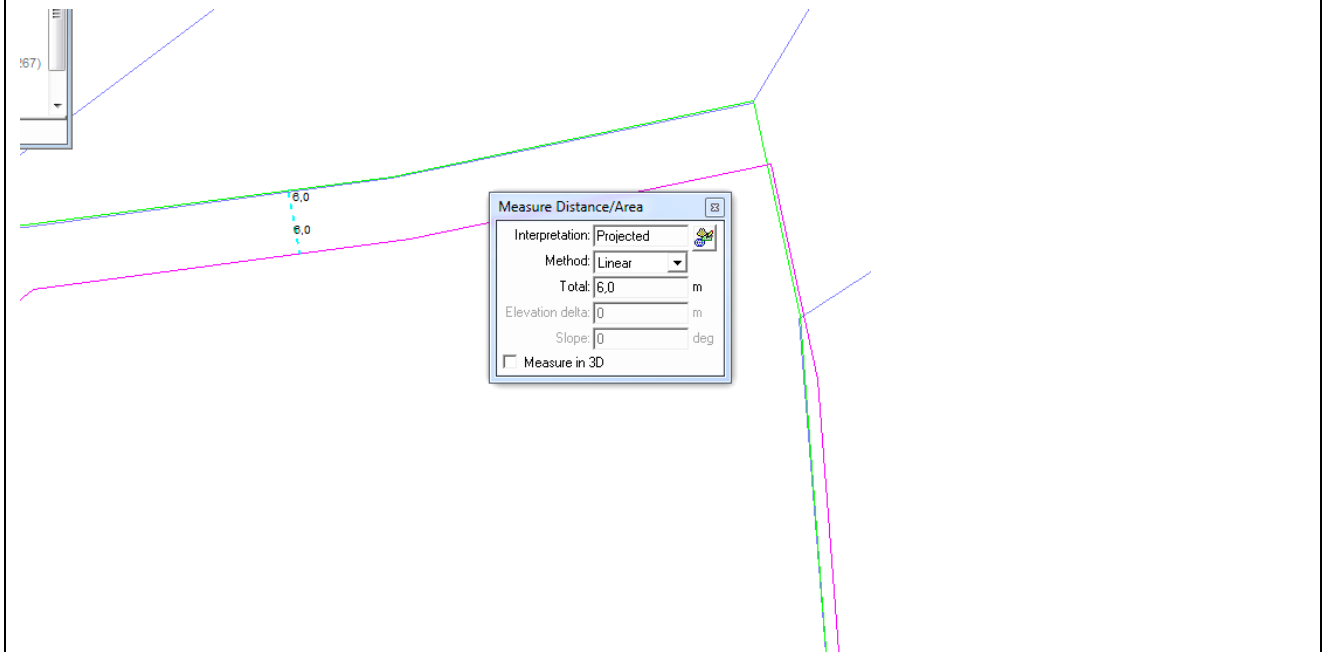 267)
6,0
6,0
Measure Distance/Area
Interpretation: Projected
Method: Linear
Total: 6,0 m
Elevation delta: 0 m
Slope: 0 deg
Measure in 3D